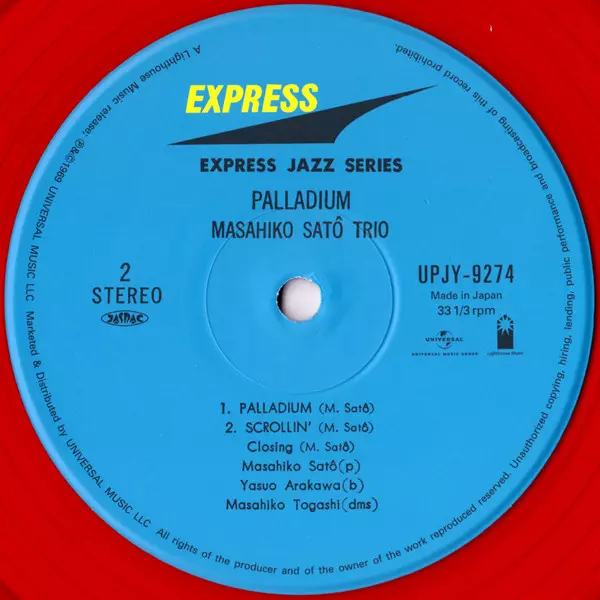 EXPRESS
EXPRESS JAZZ SERIES
PALLADIUM
MASAHIKO SATÔ TRIO
2
STEREO
JASRAC
UPJY-9274
Made in Japan
33 1/3 rpm
UNIVERSAL
UNIVERSAL MUSIC GROUP
Lighthouse Music
1. PALLADIUM (M. Satô)
2. SCROLLIN' (M. Satô)
Closing (M. Satô)
Masahiko Satô(p)
Yasuo Arakawa(b)
Masahiko Togashi(dms)
A Lighthouse Music release; ℗&©1969 UNIVERSAL MUSIC LLC. Marketed & Distributed by UNIVERSAL MUSIC LLC
All rights of the producer and of the owner of the work reproduced reserved. Unauthorized copying, hiring, lending, public performance and broadcasting of this record prohibited.